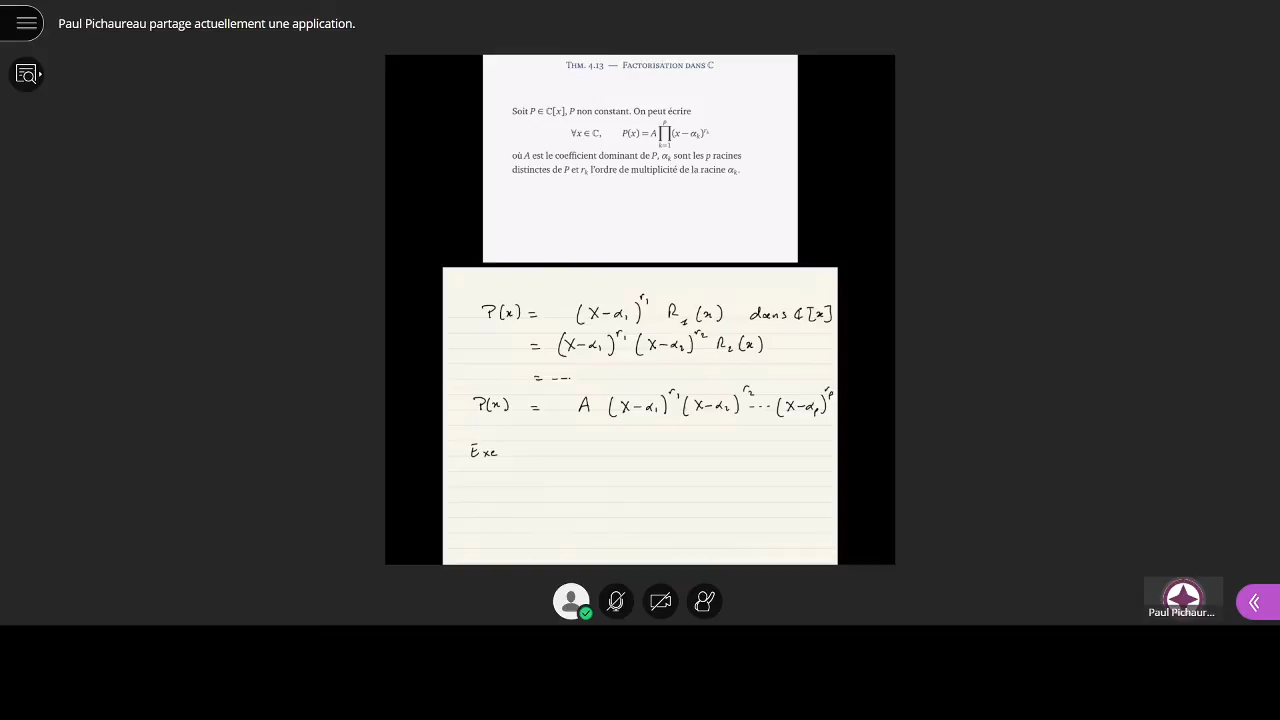 Paul Pichaureau partage actuellement une application.
THM. 4.13 — FACTORISATION DANS ℂ
Soit P ∈ ℂ[x], P non constant. On peut écrire
∀x ∈ ℂ, P(x) = A ∏_{k=1}^{p} (x − α_k)^{r_k}
où A est le coefficient dominant de P, α_k sont les p racines
distinctes de P et r_k l'ordre de multiplicité de la racine α_k.
P(x) = (X−α₁)^{r₁} R₁(x) dans ℂ[x]
= (X−α₁)^{r₁} (X−α₂)^{r₂} R₂(x)
= ---
P(x) = A (X−α₁)^{r₁} (X−α₂)^{r₂} --- (X−α_p)^{r_p}
Exe
Paul Pichaur...